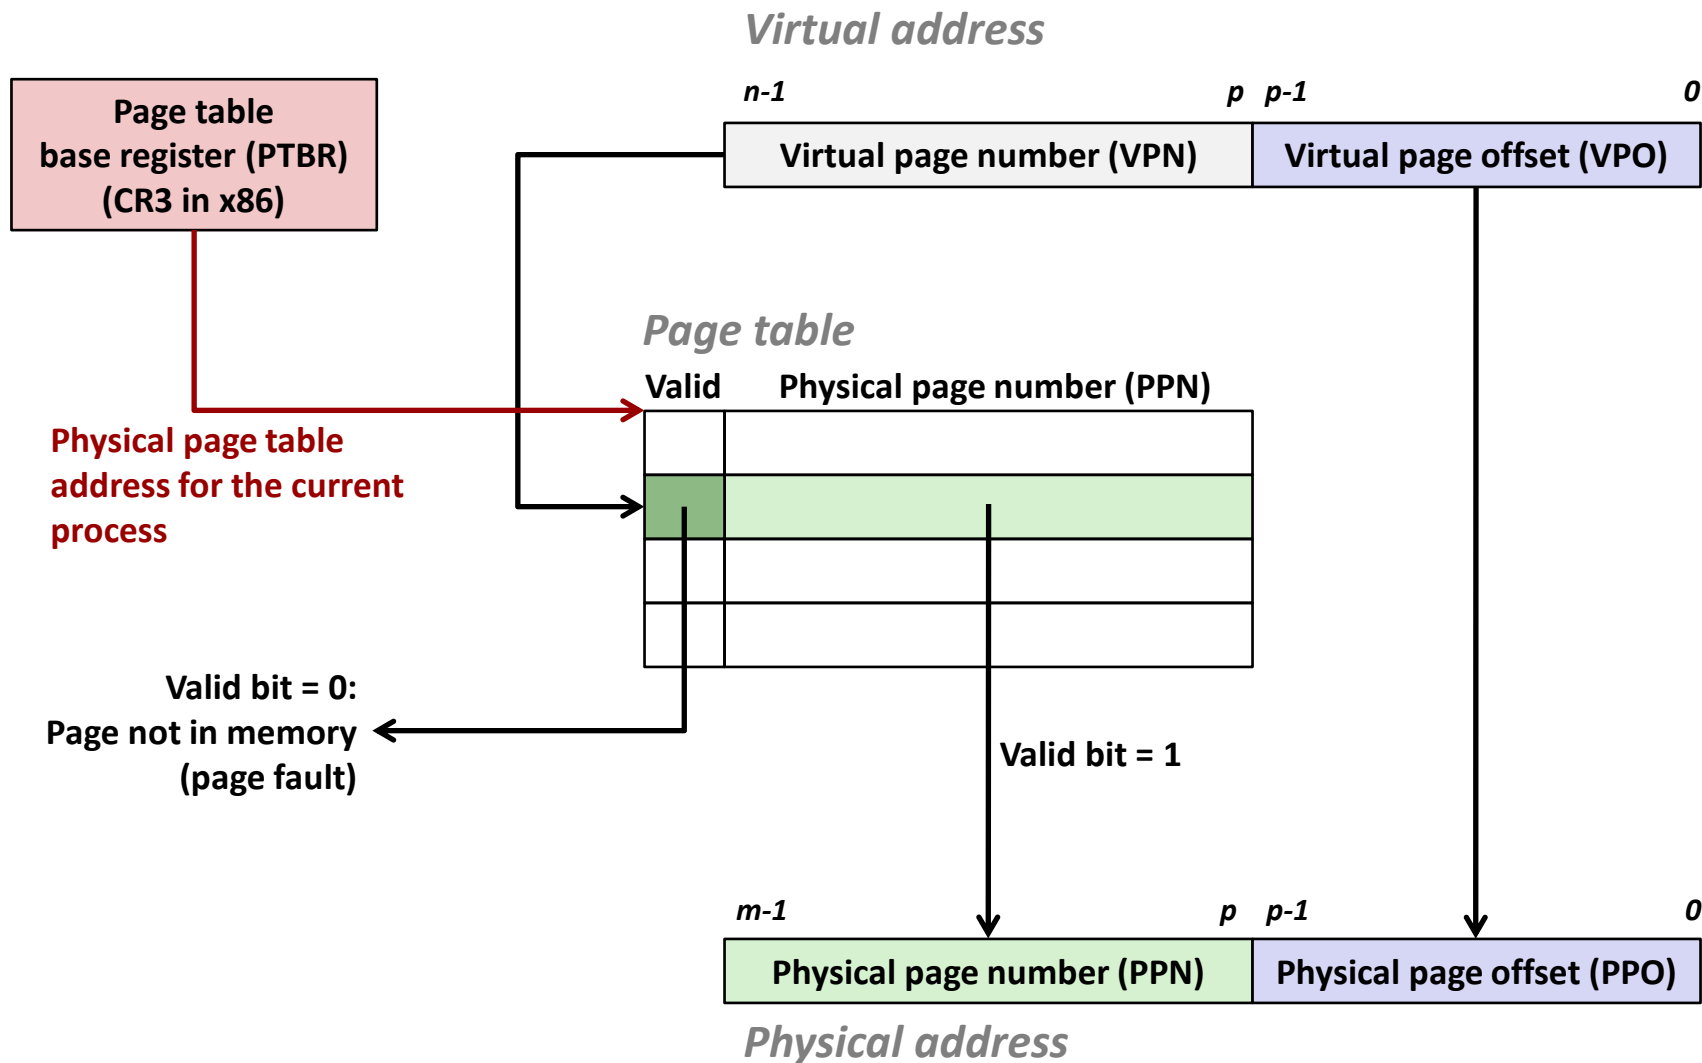 Virtual address
Page table
base register (PTBR)
(CR3 in x86)
n-1 p p-1 0
Virtual page number (VPN) Virtual page offset (VPO)
Page table
Valid Physical page number (PPN)
Physical page table
address for the current
process
Valid bit = 0:
Page not in memory
(page fault)
Valid bit = 1
m-1 p p-1 0
Physical page number (PPN) Physical page offset (PPO)
Physical address